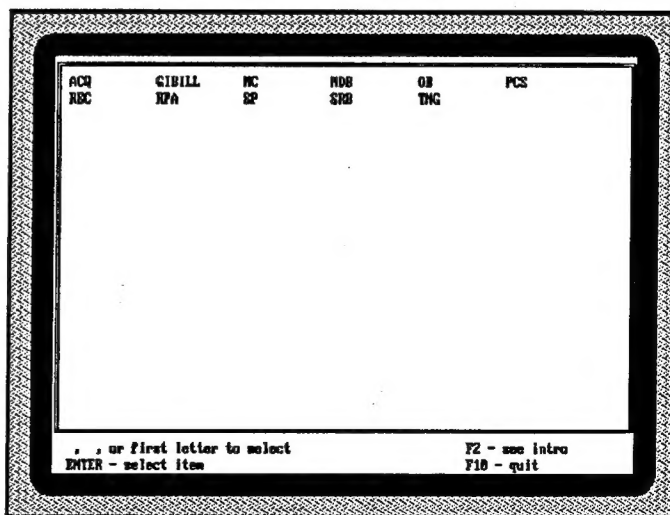 ACQ GIBILL MC MDB OB PCS
REC RPA SP SRB TNG
, , or first letter to select F2 - see intro
ENTER - select item F10 - quit